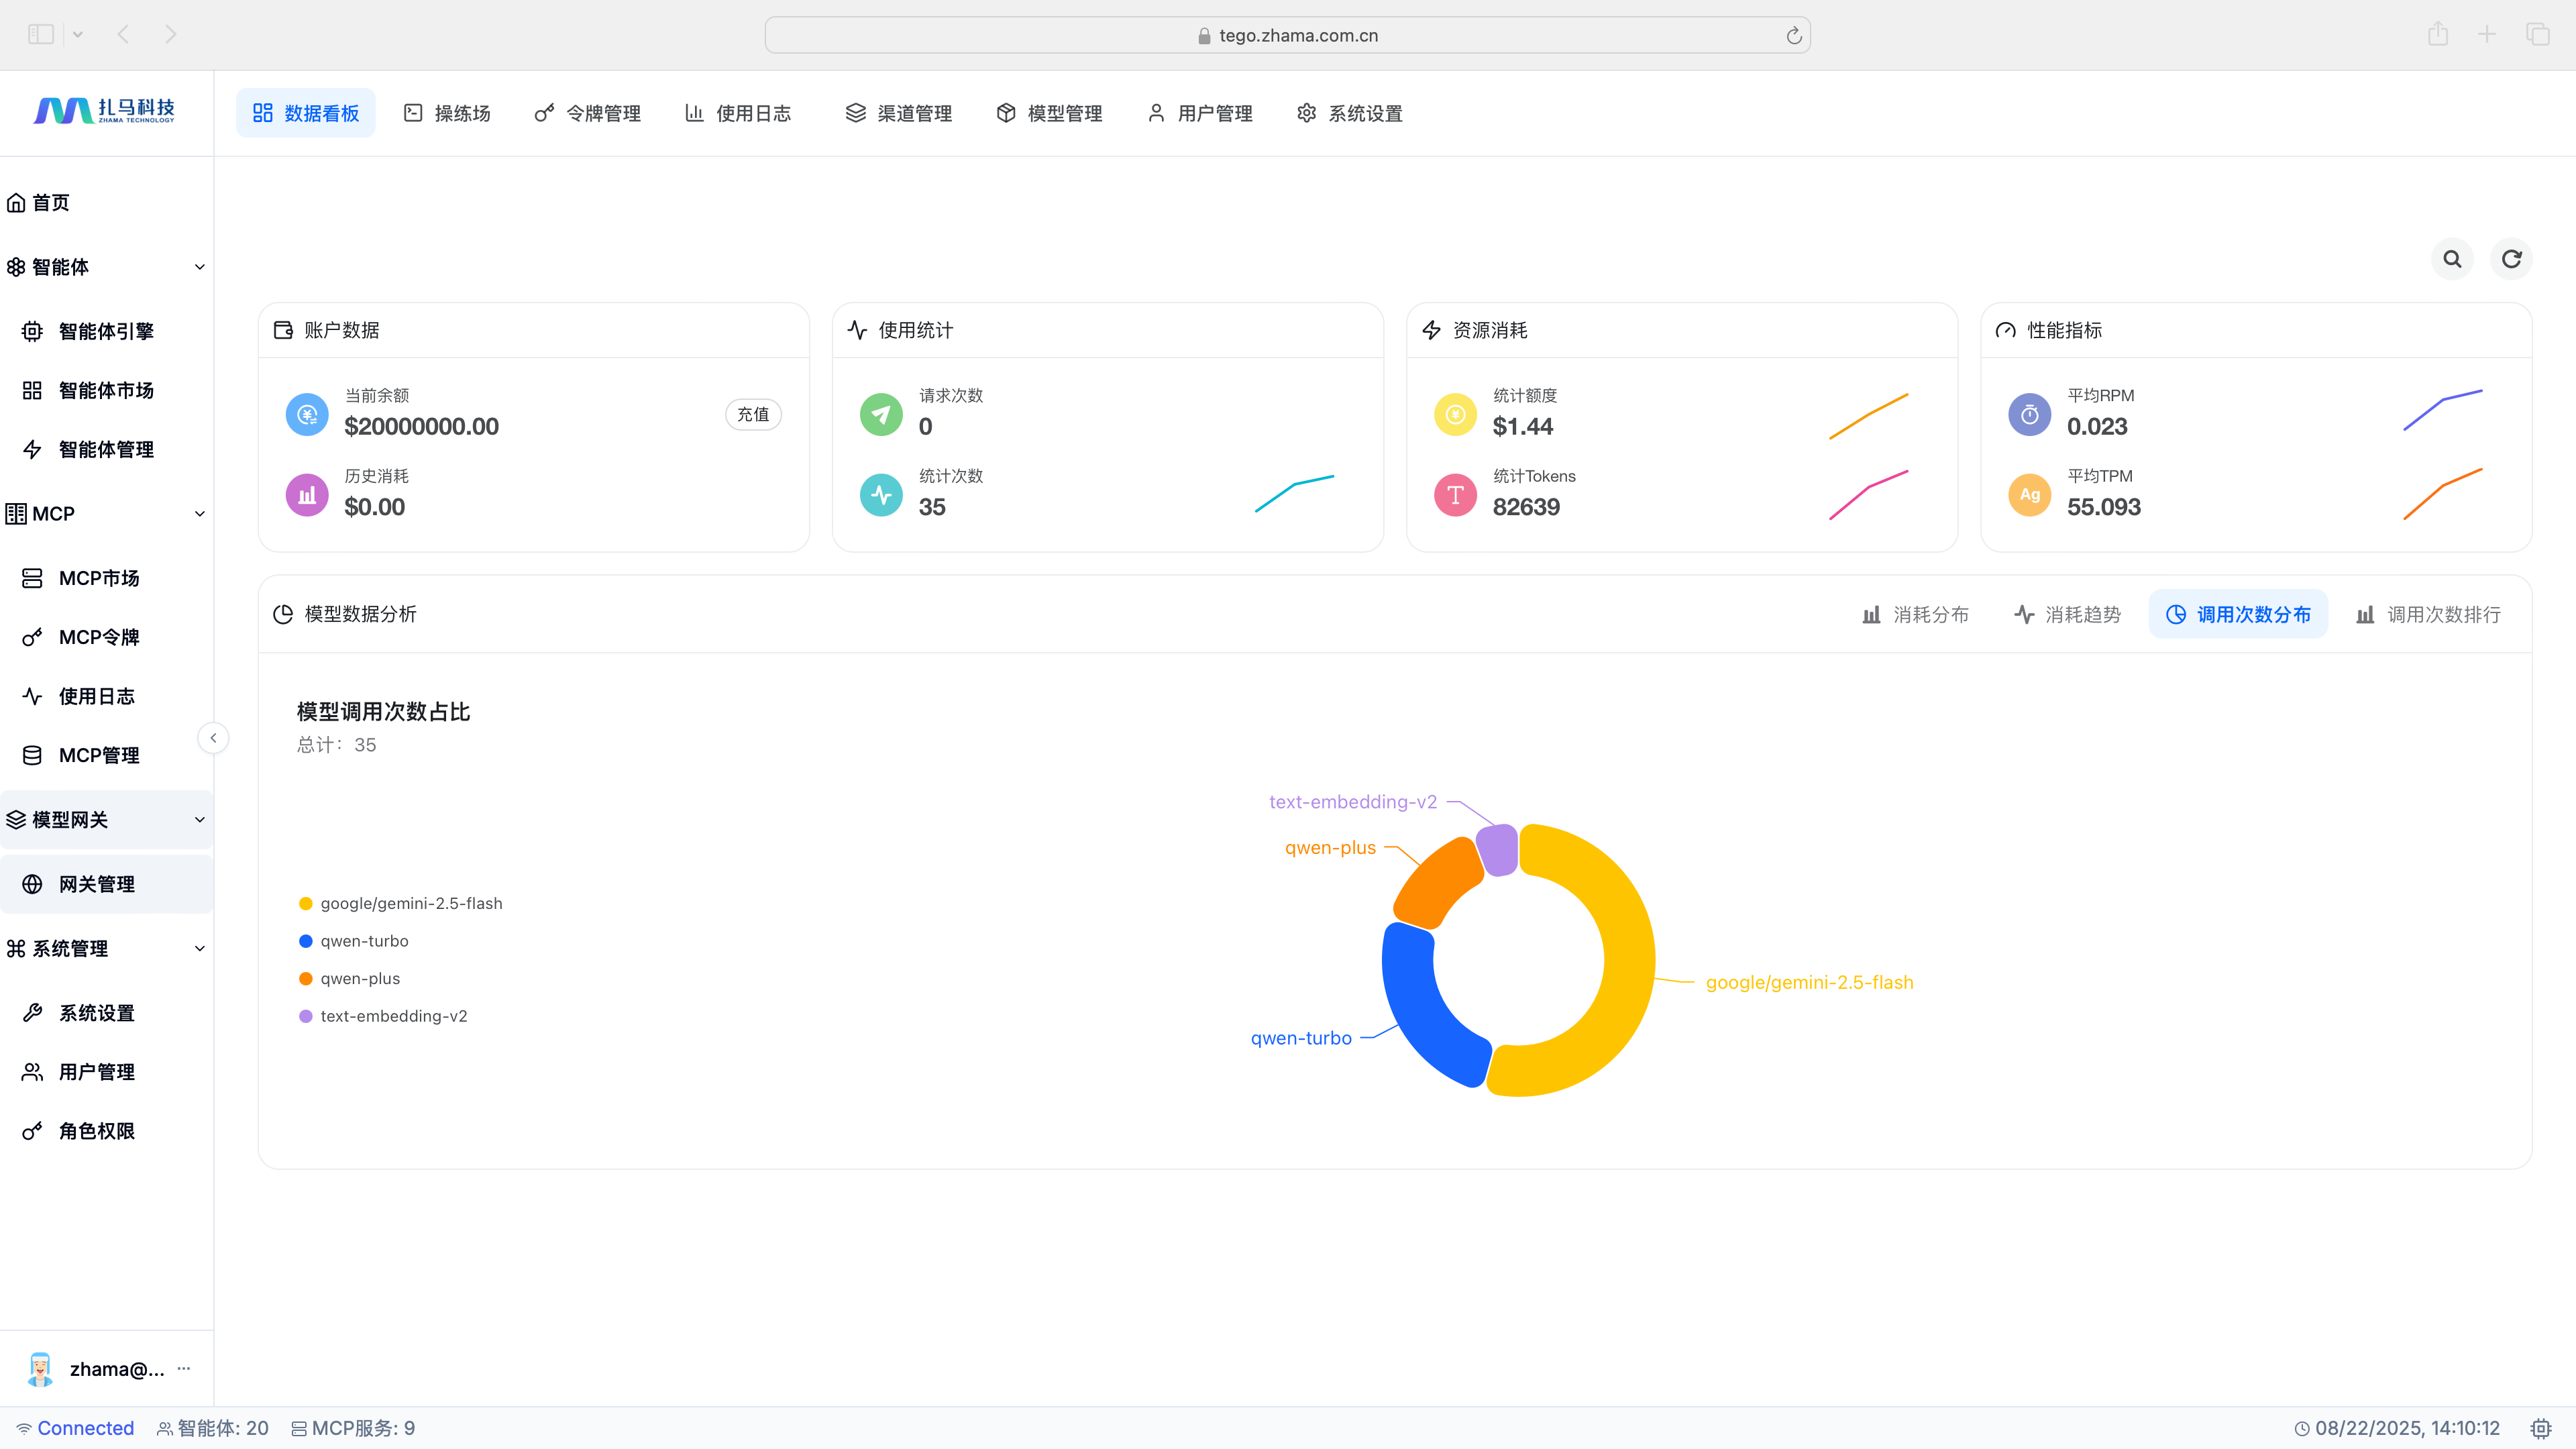 tego.zhama.com.cn
扎马科技
ZHAMA TECHNOLOGY
数据看板 操练场 令牌管理 使用日志 渠道管理 模型管理 用户管理 系统设置
首页
智能体
智能体引擎
智能体市场
智能体管理
MCP
MCP市场
MCP令牌
使用日志
MCP管理
模型网关
网关管理
系统管理
系统设置
用户管理
角色权限
zhama@... ...
账户数据
当前余额
$20000000.00
充值
历史消耗
$0.00
使用统计
请求次数
0
统计次数
35
资源消耗
统计额度
$1.44
统计Tokens
T
82639
性能指标
平均RPM
0.023
Ag
平均TPM
55.093
模型数据分析
消耗分布 消耗趋势 调用次数分布 调用次数排行
模型调用次数占比
总计：35
google/gemini-2.5-flash
qwen-turbo
qwen-plus
text-embedding-v2
text-embedding-v2
qwen-plus
google/gemini-2.5-flash
qwen-turbo
Connected 智能体: 20 MCP服务: 9 08/22/2025, 14:10:12